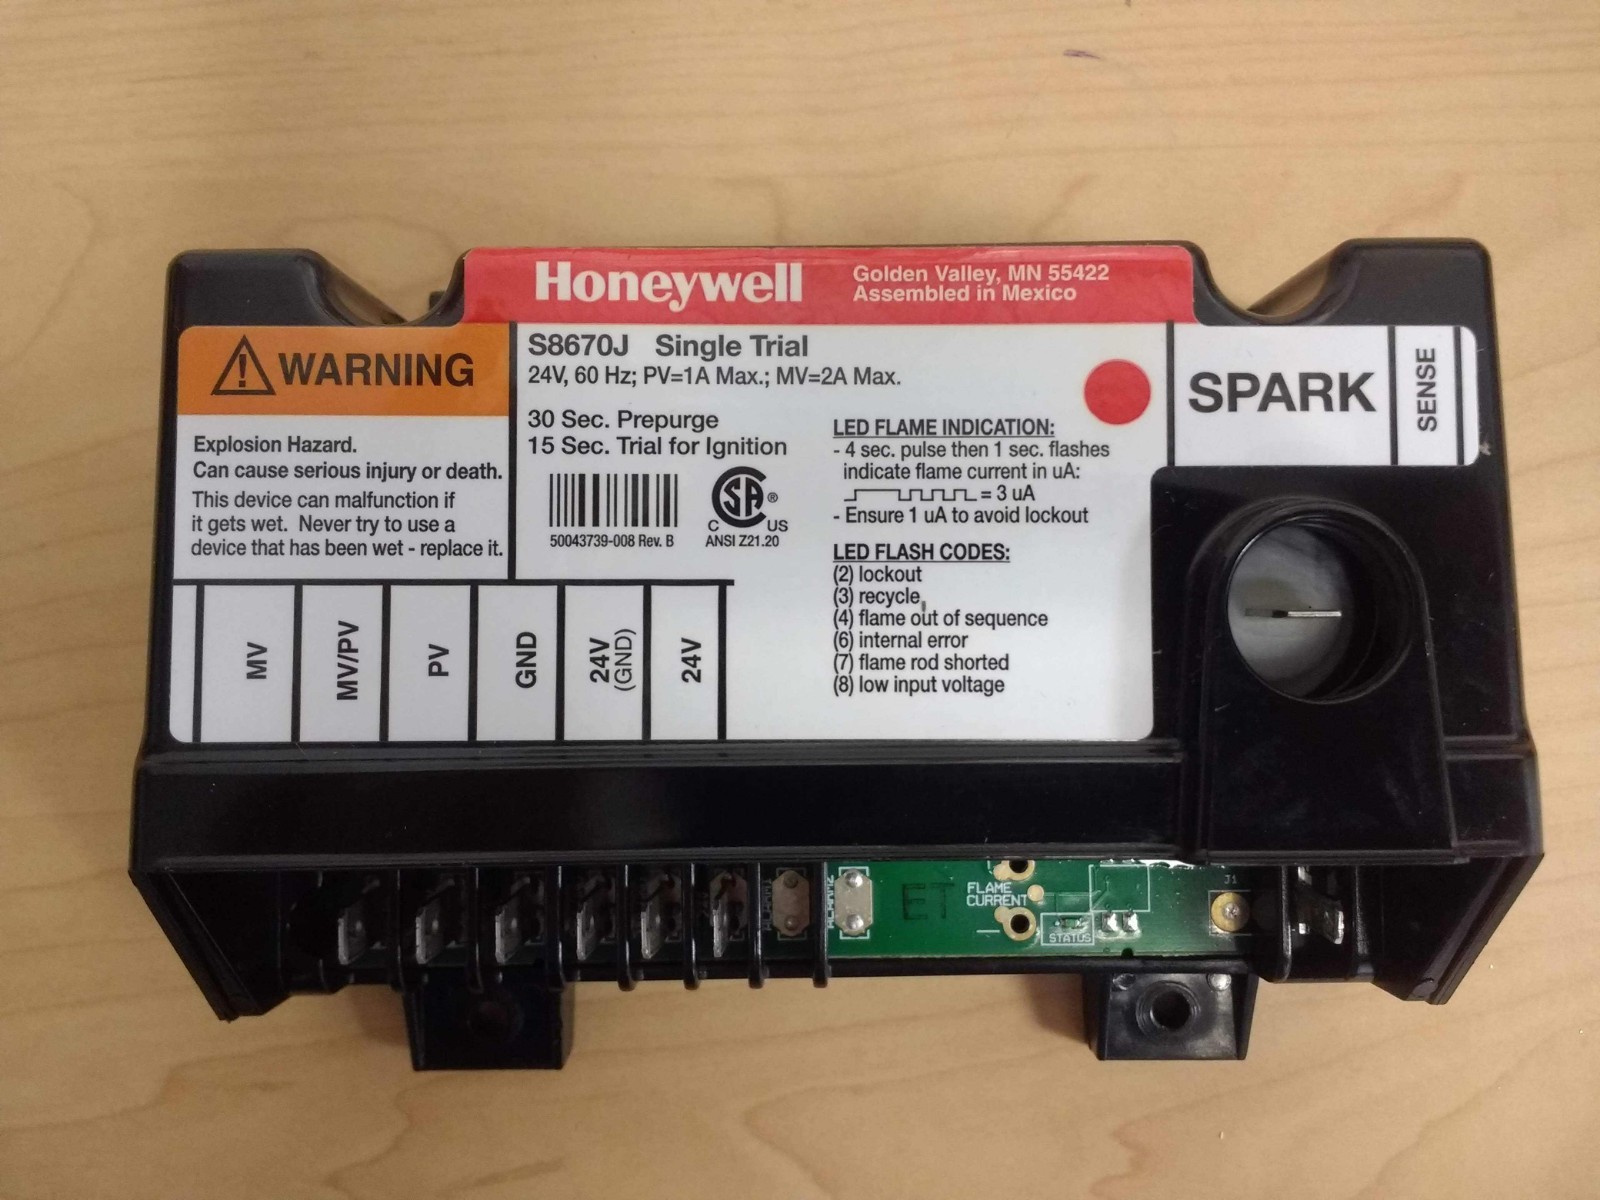 Honeywell
Golden Valley, MN 55422
Assembled in Mexico
WARNING
Explosion Hazard.
Can cause serious injury or death.
This device can malfunction if
it gets wet. Never try to use a
device that has been wet - replace it.
S8670J Single Trial
24V, 60 Hz; PV=1A Max.; MV=2A Max.
30 Sec. Prepurge
15 Sec. Trial for Ignition
50043739-008 Rev. B
SA ®
C US
ANSI Z21.20
LED FLAME INDICATION:
- 4 sec. pulse then 1 sec. flashes
indicate flame current in uA:
= 3 uA
- Ensure 1 uA to avoid lockout
LED FLASH CODES:
(2) lockout
(3) recycle
(4) flame out of sequence
(6) internal error
(7) flame rod shorted
(8) low input voltage
SPARK
SENSE
MV
MV/PV
PV
GND
24V
(GND)
24V
ALARM1
ALARM2
ET
FLAME
CURRENT
STATUS
J1